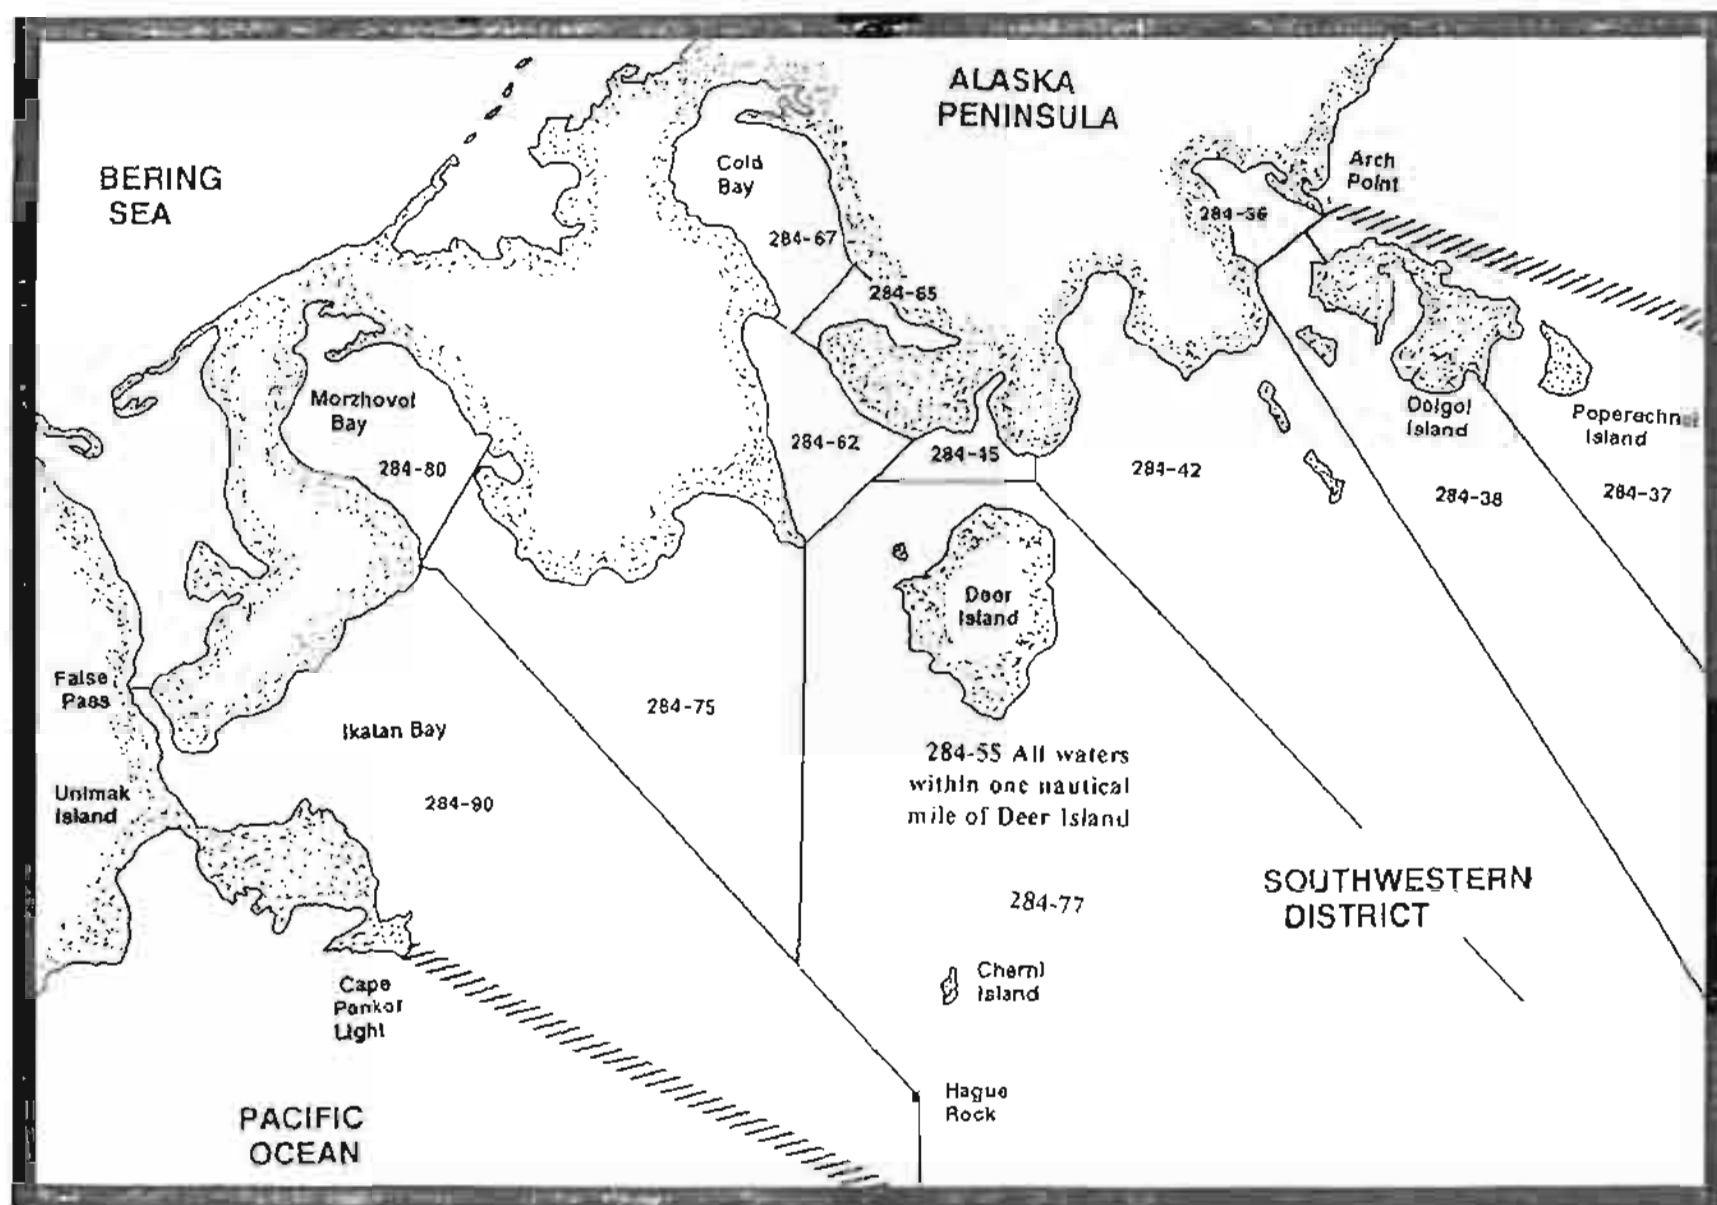 ALASKA
PENINSULA
BERING
SEA
Cold
Bay
Arch
Point
284-36
284-67
284-65
Morzhovoi
Bay
284-80
284-62
284-45
284-42
Dolgoi
Island
284-38
Poperechnoi
Island
284-37
Deer
Island
False
Pass
Ikatan Bay
284-75
284-55 All waters
within one nautical
mile of Deer Island
Unimak
Island
284-90
284-77
SOUTHWESTERN
DISTRICT
Cherni
Island
Cape
Pankof
Light
Hague
Rock
PACIFIC
OCEAN